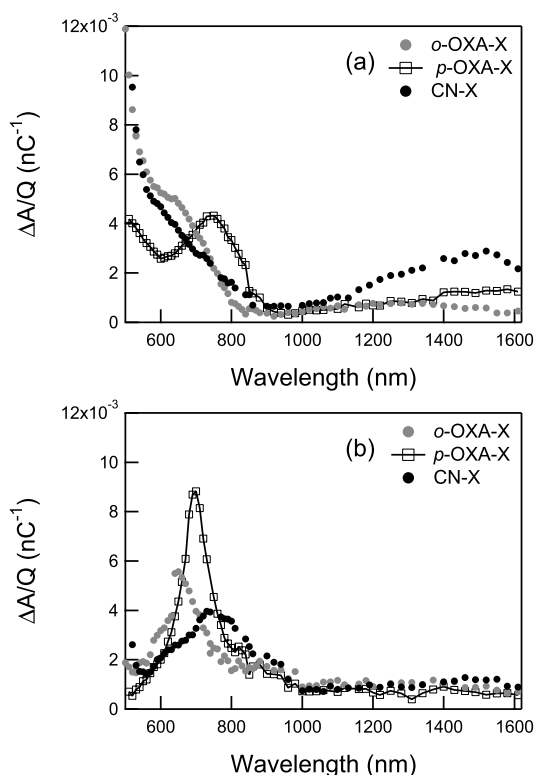 12x10⁻³
10
8
6
4
2
0
ΔA/Q (nC⁻¹)
(a)
o-OXA-X
p-OXA-X
CN-X
600 800 1000 1200 1400 1600
Wavelength (nm)
12x10⁻³
10
8
6
4
2
0
ΔA/Q (nC⁻¹)
(b)
o-OXA-X
p-OXA-X
CN-X
600 800 1000 1200 1400 1600
Wavelength (nm)